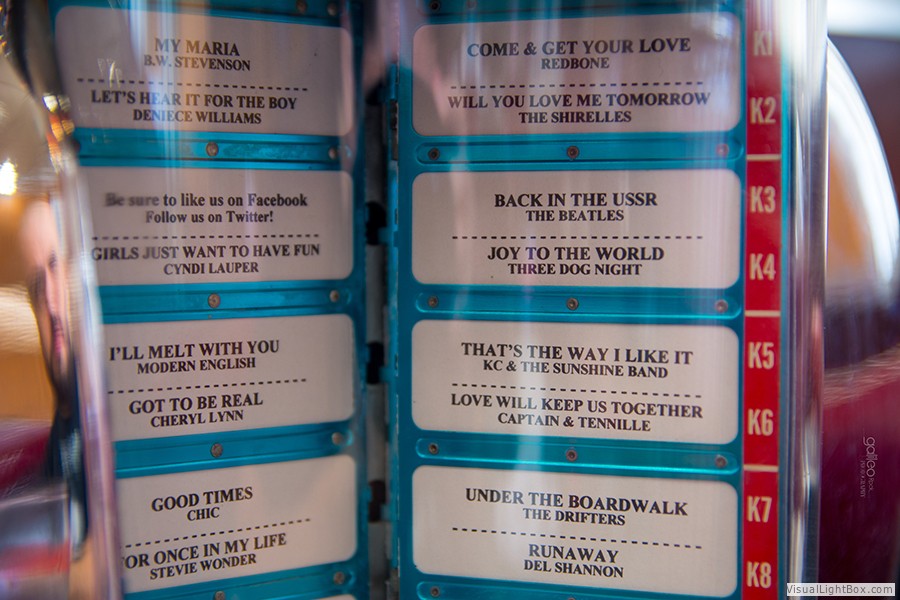 MY MARIA
B.W. STEVENSON
LET'S HEAR IT FOR THE BOY
DENIECE WILLIAMS
Be sure to like us on Facebook
Follow us on Twitter!
GIRLS JUST WANT TO HAVE FUN
CYNDI LAUPER
I'LL MELT WITH YOU
MODERN ENGLISH
GOT TO BE REAL
CHERYL LYNN
GOOD TIMES
CHIC
FOR ONCE IN MY LIFE
STEVIE WONDER
COME & GET YOUR LOVE
REDBONE
K1
WILL YOU LOVE ME TOMORROW
THE SHIRELLES
K2
BACK IN THE USSR
THE BEATLES
K3
JOY TO THE WORLD
THREE DOG NIGHT
K4
THAT'S THE WAY I LIKE IT
KC & THE SUNSHINE BAND
K5
LOVE WILL KEEP US TOGETHER
CAPTAIN & TENNILLE
K6
UNDER THE BOARDWALK
THE DRIFTERS
K7
RUNAWAY
DEL SHANNON
K8
VisualLightBox.com